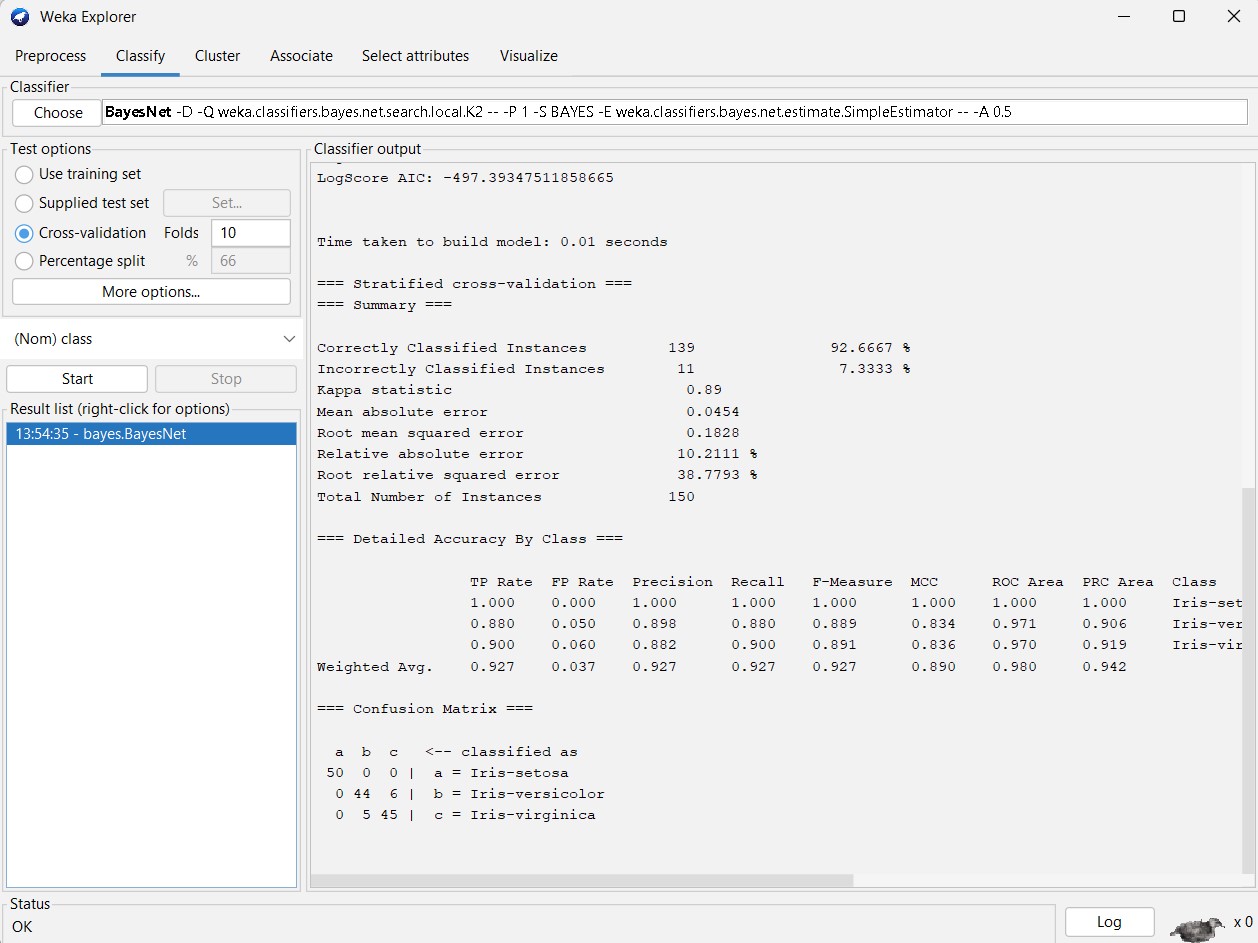 Weka Explorer
Preprocess Classify Cluster Associate Select attributes Visualize
Classifier
Choose BayesNet -D -Q weka.classifiers.bayes.net.search.local.K2 -- -P 1 -S BAYES -E weka.classifiers.bayes.net.estimate.SimpleEstimator -- -A 0.5
Test options
Use training set
Supplied test set Set...
Cross-validation Folds 10
Percentage split % 66
More options...
(Nom) class
Start Stop
Result list (right-click for options)
13:54:35 - bayes.BayesNet
Classifier output
LogScore AIC: -497.39347511858665
Time taken to build model: 0.01 seconds
=== Stratified cross-validation ===
=== Summary ===
Correctly Classified Instances 139 92.6667 %
Incorrectly Classified Instances 11 7.3333 %
Kappa statistic 0.89
Mean absolute error 0.0454
Root mean squared error 0.1828
Relative absolute error 10.2111 %
Root relative squared error 38.7793 %
Total Number of Instances 150
=== Detailed Accuracy By Class ===
TP Rate FP Rate Precision Recall F-Measure MCC ROC Area PRC Area Class
1.000 0.000 1.000 1.000 1.000 1.000 1.000 1.000 Iris-set
0.880 0.050 0.898 0.880 0.889 0.834 0.971 0.906 Iris-ver
0.900 0.060 0.882 0.900 0.891 0.836 0.970 0.919 Iris-vir
Weighted Avg. 0.927 0.037 0.927 0.927 0.927 0.890 0.980 0.942
=== Confusion Matrix ===
a b c <-- classified as
50 0 0 | a = Iris-setosa
0 44 6 | b = Iris-versicolor
0 5 45 | c = Iris-virginica
Status
OK
Log
x 0